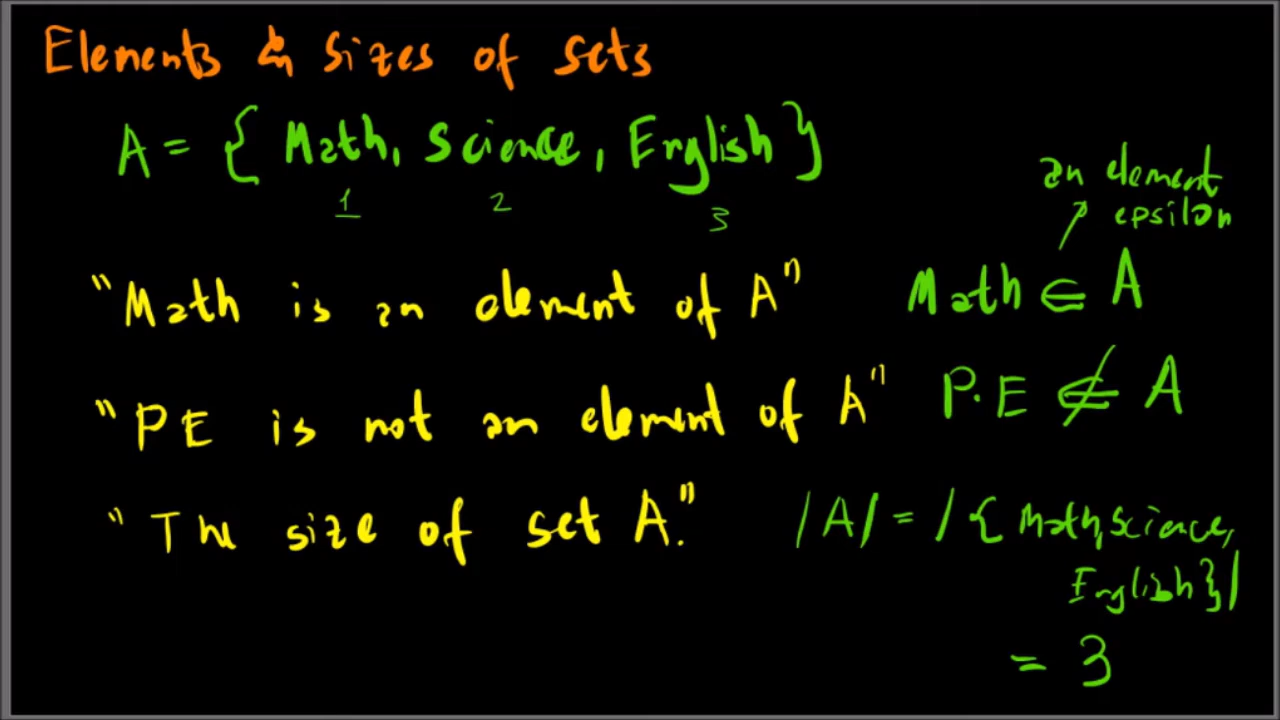 Elements & sizes of sets
A = { Math, Science, English }
1 2 3
an element
epsilon
"Math is an element of A" Math ∈ A
"PE is not an element of A" P.E ∉ A
"The size of set A." |A| = |{ Math, Science,
English }|
= 3